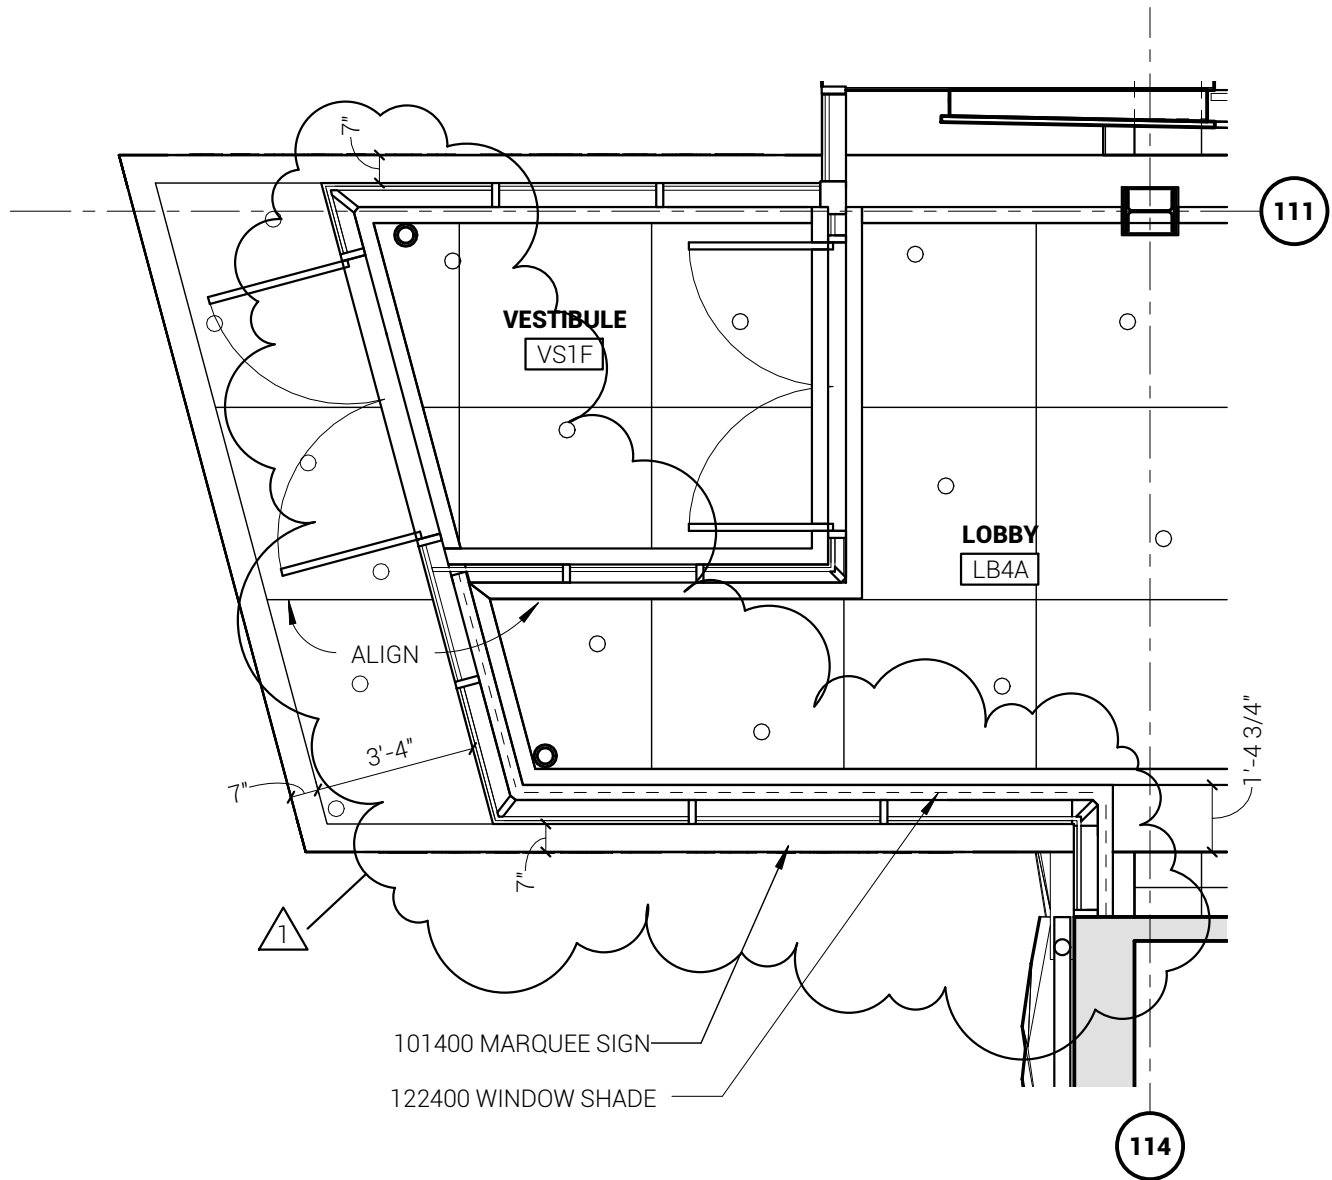 7"
111
VESTIBULE
VS1F
LOBBY
LB4A
ALIGN
3'-4"
7"
1'-4 3/4"
7"
1
101400 MARQUEE SIGN
122400 WINDOW SHADE
114